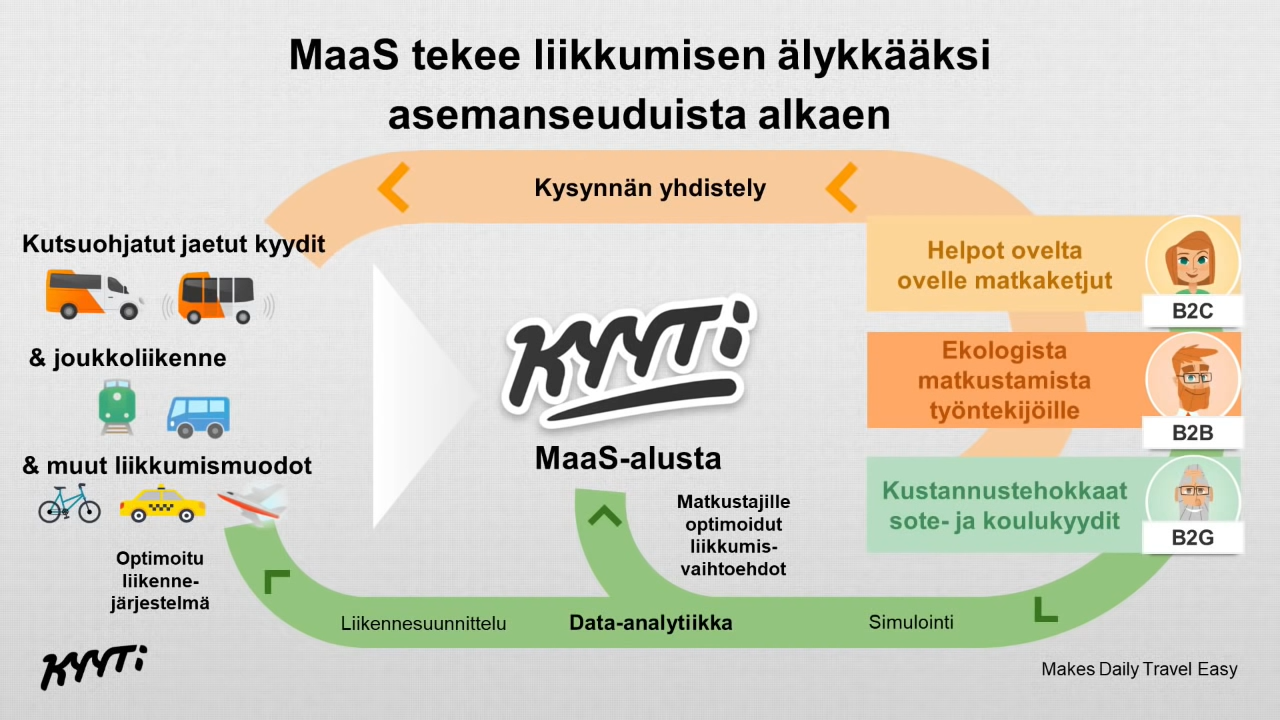 MaaS tekee liikkumisen älykkääksi
asemanseuduista alkaen
Kysynnän yhdistely
Kutsuohjatut jaetut kyydit
& joukkoliikenne
& muut liikkumismuodot
Optimoitu
liikenne-
järjestelmä
KYYTi
MaaS-alusta
Matkustajille
optimoidut
liikkumis-
vaihtoehdot
Helpot ovelta
ovelle matkaketjut
B2C
Ekologista
matkustamista
työntekijöille
B2B
Kustannustehokkaat
sote- ja koulukyydit
B2G
Liikennesuunnittelu
Data-analytiikka
Simulointi
KYYTi
Makes Daily Travel Easy